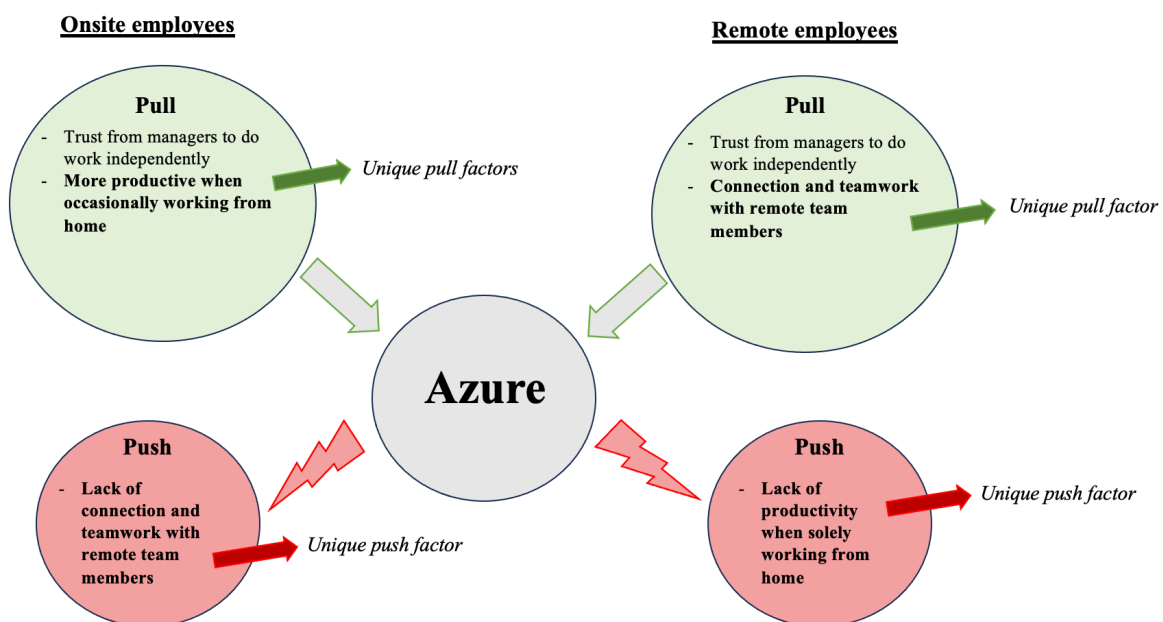 Onsite employees
Remote employees
Pull
- Trust from managers to do
work independently
- More productive when
occasionally working from
home
Unique pull factors
Pull
- Trust from managers to do
work independently
- Connection and teamwork
with remote team
members
Unique pull factor
Azure
Push
- Lack of
connection and
teamwork with
remote team
members
Unique push factor
Push
- Lack of
productivity
when solely
working from
home
Unique push factor